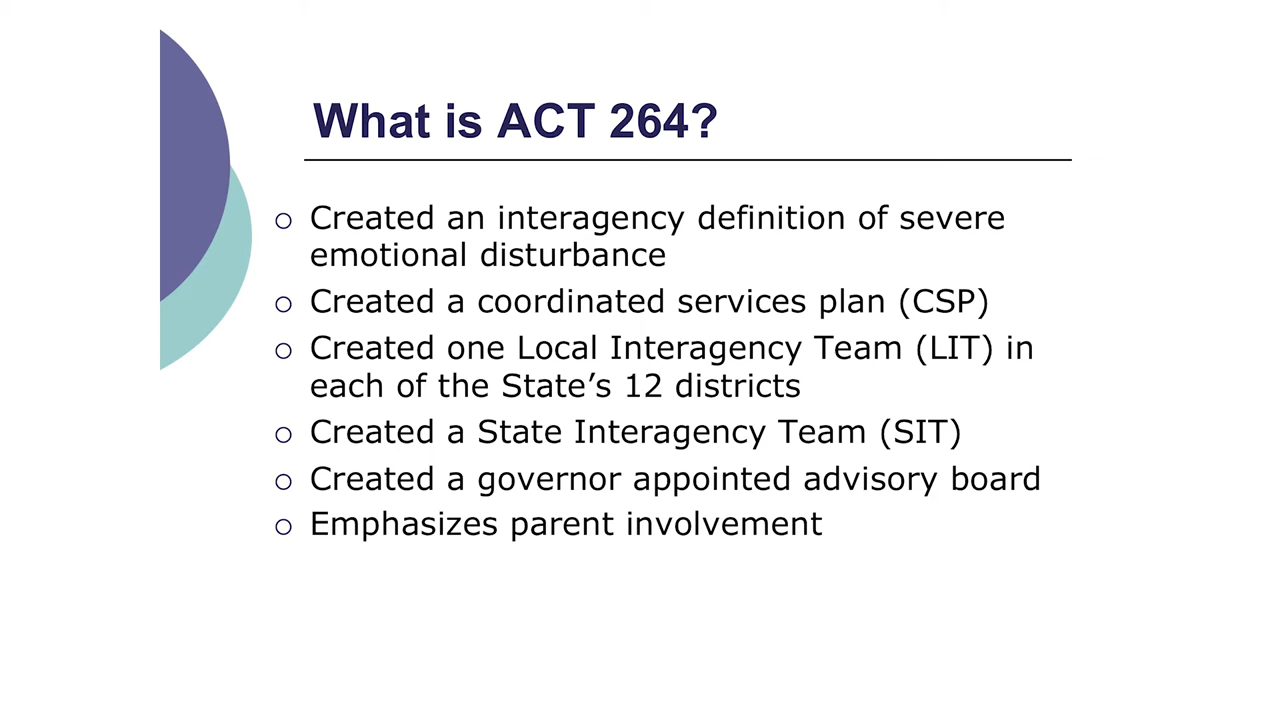 What is ACT 264?
Created an interagency definition of severe
emotional disturbance
Created a coordinated services plan (CSP)
Created one Local Interagency Team (LIT) in
each of the State’s 12 districts
Created a State Interagency Team (SIT)
Created a governor appointed advisory board
Emphasizes parent involvement